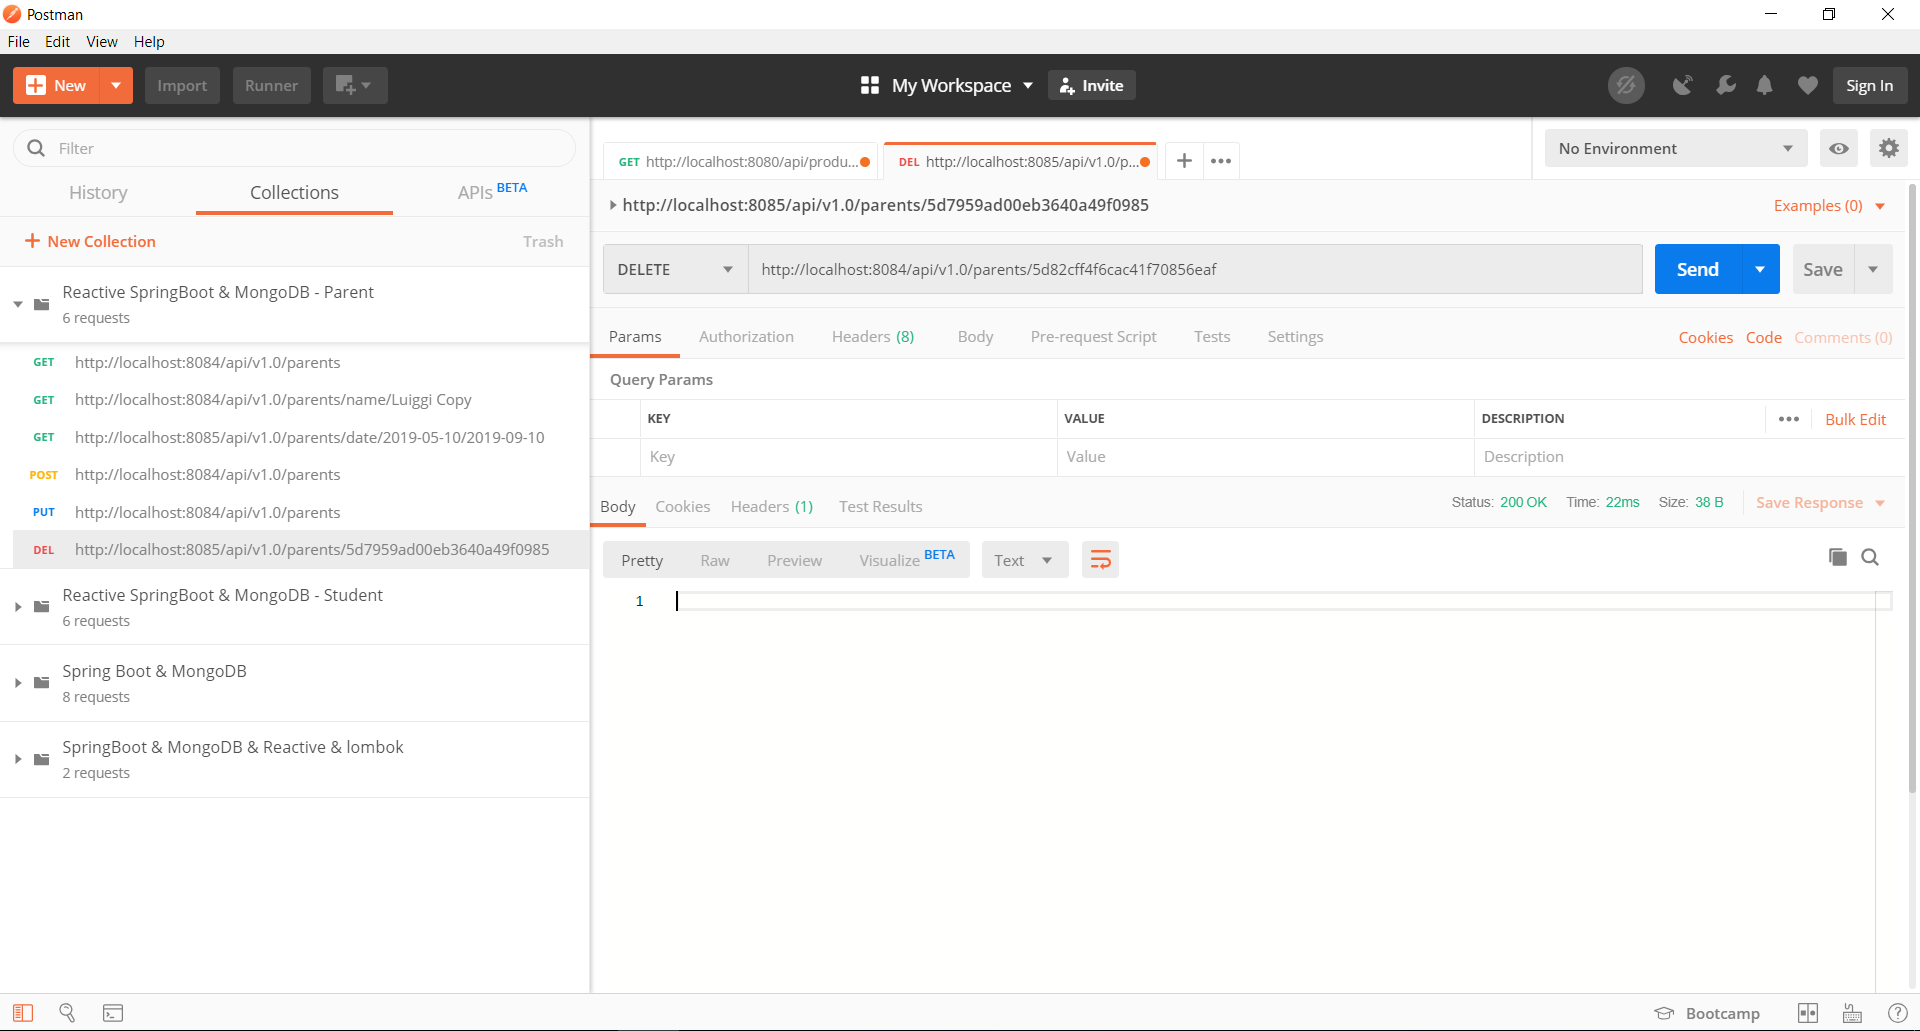 Postman
File Edit View Help
New Import Runner My Workspace Invite Sign In
Filter
History Collections APIs BETA
New Collection Trash
Reactive SpringBoot & MongoDB - Parent
6 requests
GET http://localhost:8084/api/v1.0/parents
GET http://localhost:8084/api/v1.0/parents/name/Luiggi Copy
GET http://localhost:8085/api/v1.0/parents/date/2019-05-10/2019-09-10
POST http://localhost:8084/api/v1.0/parents
PUT http://localhost:8084/api/v1.0/parents
DEL http://localhost:8085/api/v1.0/parents/5d7959ad00eb3640a49f0985
Reactive SpringBoot & MongoDB - Student
6 requests
Spring Boot & MongoDB
8 requests
SpringBoot & MongoDB & Reactive & lombok
2 requests
GET http://localhost:8080/api/produ... DEL http://localhost:8085/api/v1.0/p... No Environment
http://localhost:8085/api/v1.0/parents/5d7959ad00eb3640a49f0985 Examples (0)
DELETE http://localhost:8084/api/v1.0/parents/5d82cff4f6cac41f70856eaf Send Save
Params Authorization Headers (8) Body Pre-request Script Tests Settings Cookies Code Comments (0)
Query Params
KEY VALUE DESCRIPTION Bulk Edit
Key Value Description
Body Cookies Headers (1) Test Results Status: 200 OK Time: 22ms Size: 38 B Save Response
Pretty Raw Preview Visualize BETA Text
1
Bootcamp